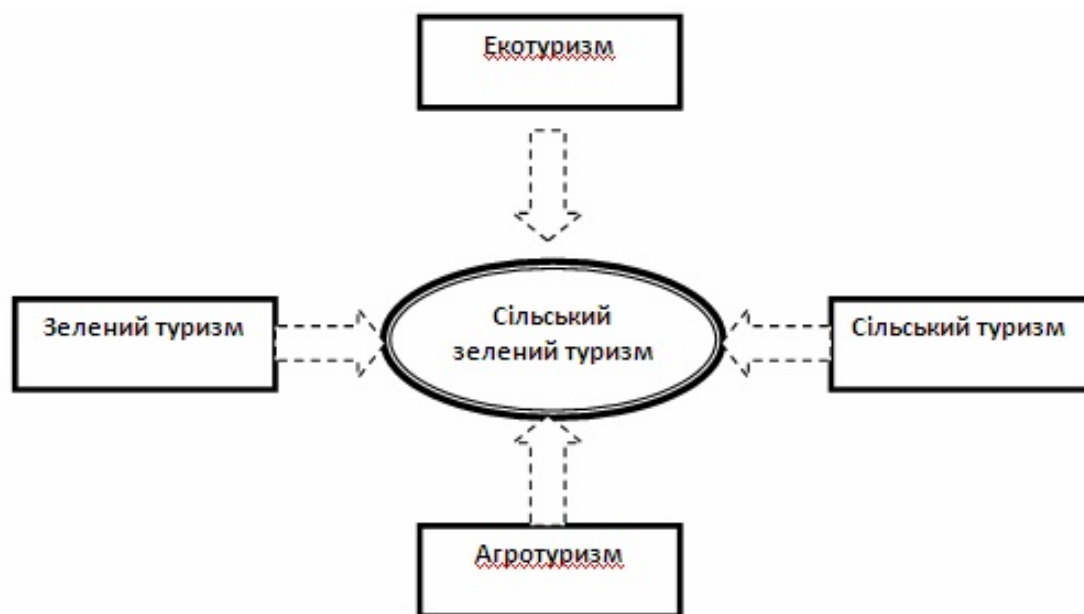 Екотуризм
Зелений туризм
Сільський
зелений туризм
Сільський туризм
Агротуризм